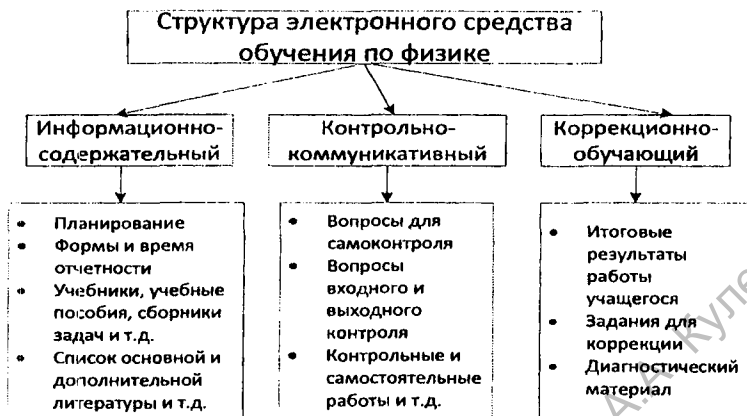 Структура электронного средства
обучения по физике
Информационно-
содержательный
Контрольно-
коммуникативный
Коррекционно-
обучающий
• Планирование
• Формы и время
отчетности
• Учебники, учебные
пособия, сборники
задач и т.д.
• Список основной и
дополнительной
литературы и т.д.
• Вопросы для
самоконтроля
• Вопросы
входного и
выходного
контроля
• Контрольные и
самостоятельные
работы и т.д.
• Итоговые
результаты
работы
учащегося
• Задания для
коррекции
• Диагностический
материал
А.А. Куле